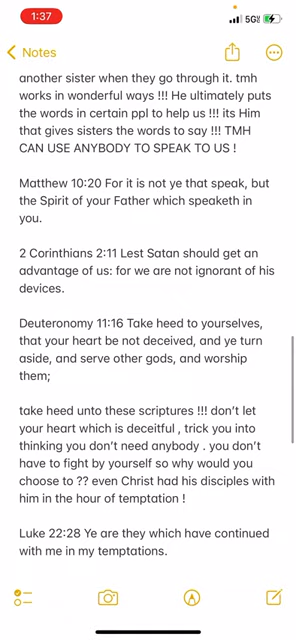 1:37
5G
Notes
another sister when they go through it. tmh
works in wonderful ways !!! He ultimately puts
the words in certain ppl to help us !!! its Him
that gives sisters the words to say !!! TMH
CAN USE ANYBODY TO SPEAK TO US !
Matthew 10:20 For it is not ye that speak, but
the Spirit of your Father which speaketh in
you.
2 Corinthians 2:11 Lest Satan should get an
advantage of us: for we are not ignorant of his
devices.
Deuteronomy 11:16 Take heed to yourselves,
that your heart be not deceived, and ye turn
aside, and serve other gods, and worship
them;
take heed unto these scriptures !!! don't let
your heart which is deceitful , trick you into
thinking you don't need anybody . you don't
have to fight by yourself so why would you
choose to ?? even Christ had his disciples with
him in the hour of temptation !
Luke 22:28 Ye are they which have continued
with me in my temptations.